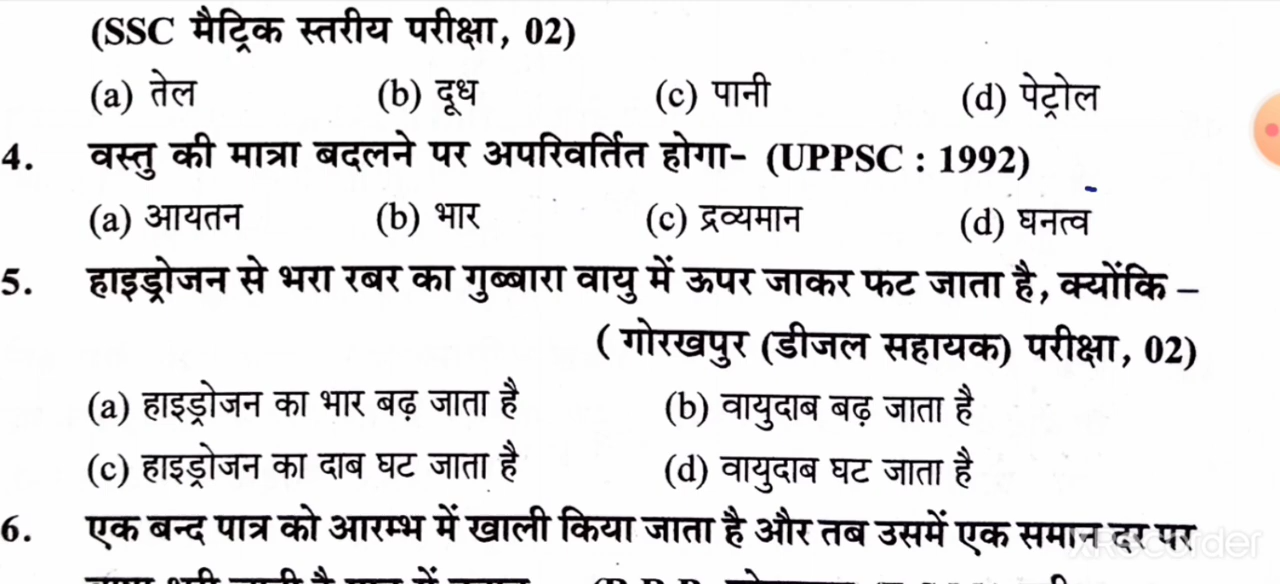 (SSC मैट्रिक स्तरीय परीक्षा, 02)
(a) तेल (b) दूध (c) पानी (d) पेट्रोल
4. वस्तु की मात्रा बदलने पर अपरिवर्तित होगा- (UPPSC : 1992)
(a) आयतन (b) भार (c) द्रव्यमान (d) घनत्व
5. हाइड्रोजन से भरा रबर का गुब्बारा वायु में ऊपर जाकर फट जाता है, क्योंकि –
( गोरखपुर (डीजल सहायक) परीक्षा, 02)
(a) हाइड्रोजन का भार बढ़ जाता है (b) वायुदाब बढ़ जाता है
(c) हाइड्रोजन का दाब घट जाता है (d) वायुदाब घट जाता है
6. एक बन्द पात्र को आरम्भ में खाली किया जाता है और तब उसमें एक समान दर पर
XRecorder